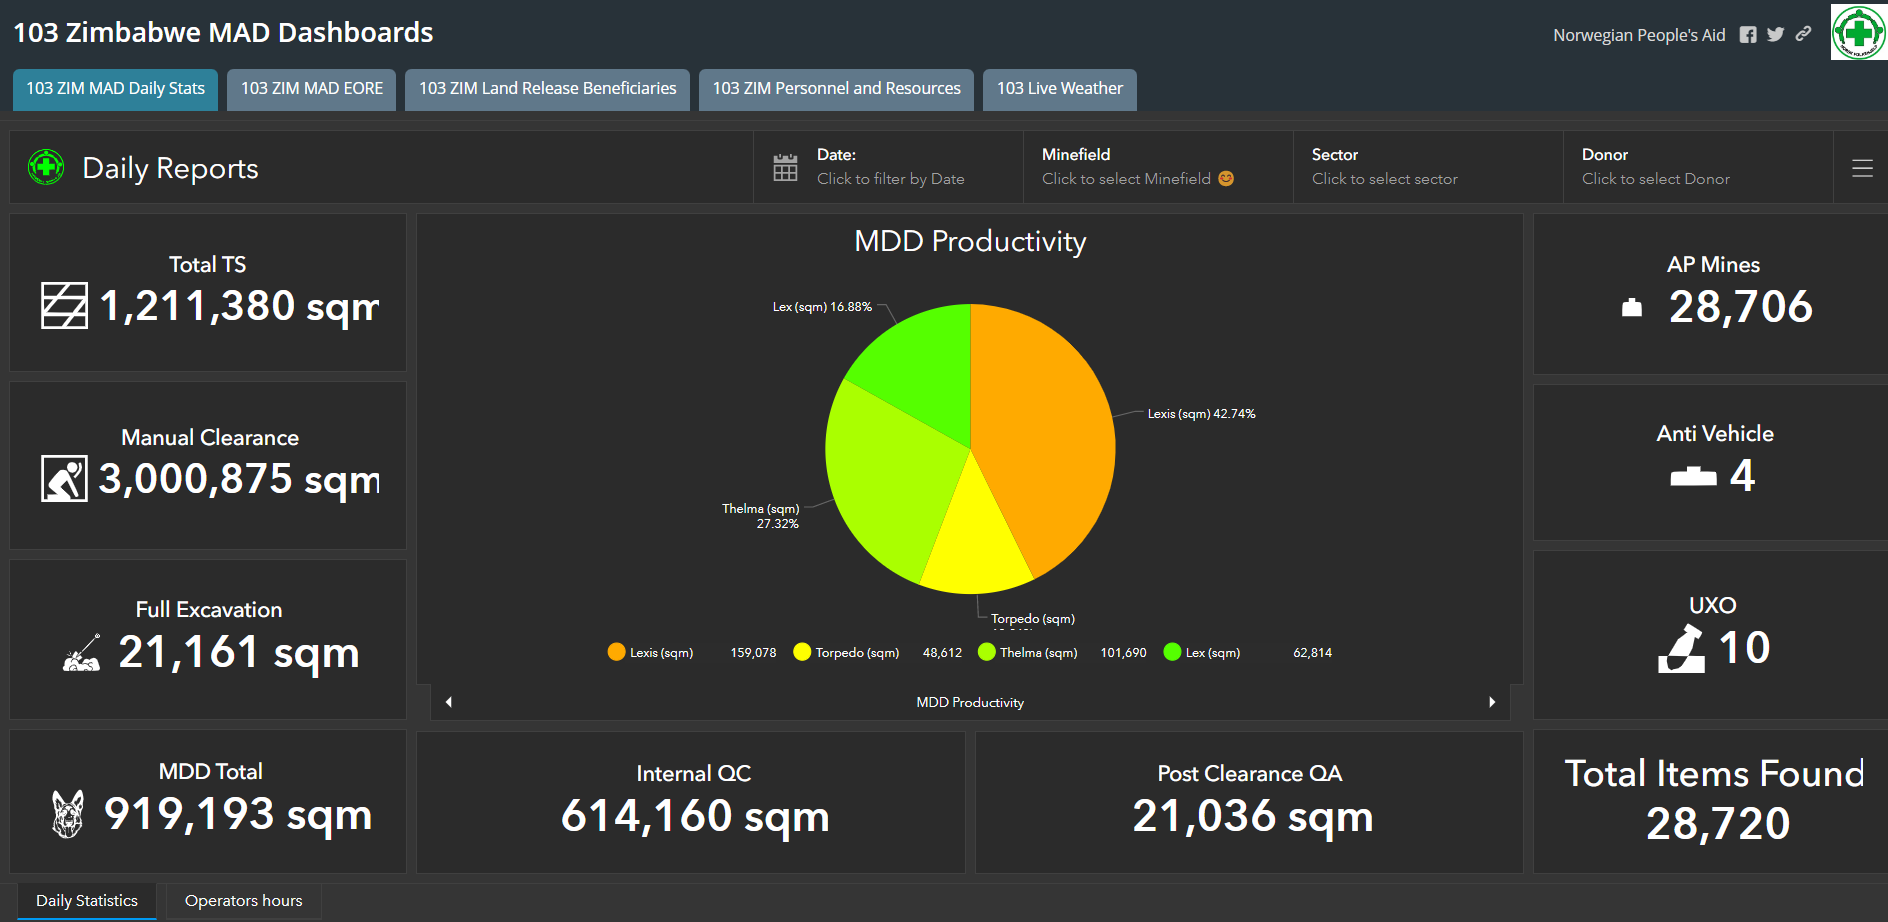 103 Zimbabwe MAD Dashboards
Norwegian People's Aid
103 ZIM MAD Daily Stats
103 ZIM MAD EORE
103 ZIM Land Release Beneficiaries
103 ZIM Personnel and Resources
103 Live Weather
Daily Reports
Date:
Click to filter by Date
Minefield
Click to select Minefield 😊
Sector
Click to select sector
Donor
Click to select Donor
Total TS
1,211,380 sqm
Manual Clearance
3,000,875 sqm
Full Excavation
21,161 sqm
MDD Total
919,193 sqm
MDD Productivity
Lex (sqm) 16.88%
Lexis (sqm) 42.74%
Thelma (sqm)
27.32%
Torpedo (sqm)
Lexis (sqm) 159,078 Torpedo (sqm) 48,612 Thelma (sqm) 101,690 Lex (sqm) 62,814
MDD Productivity
Internal QC
614,160 sqm
Post Clearance QA
21,036 sqm
AP Mines
28,706
Anti Vehicle
4
UXO
10
Total Items Found
28,720
Daily Statistics
Operators hours